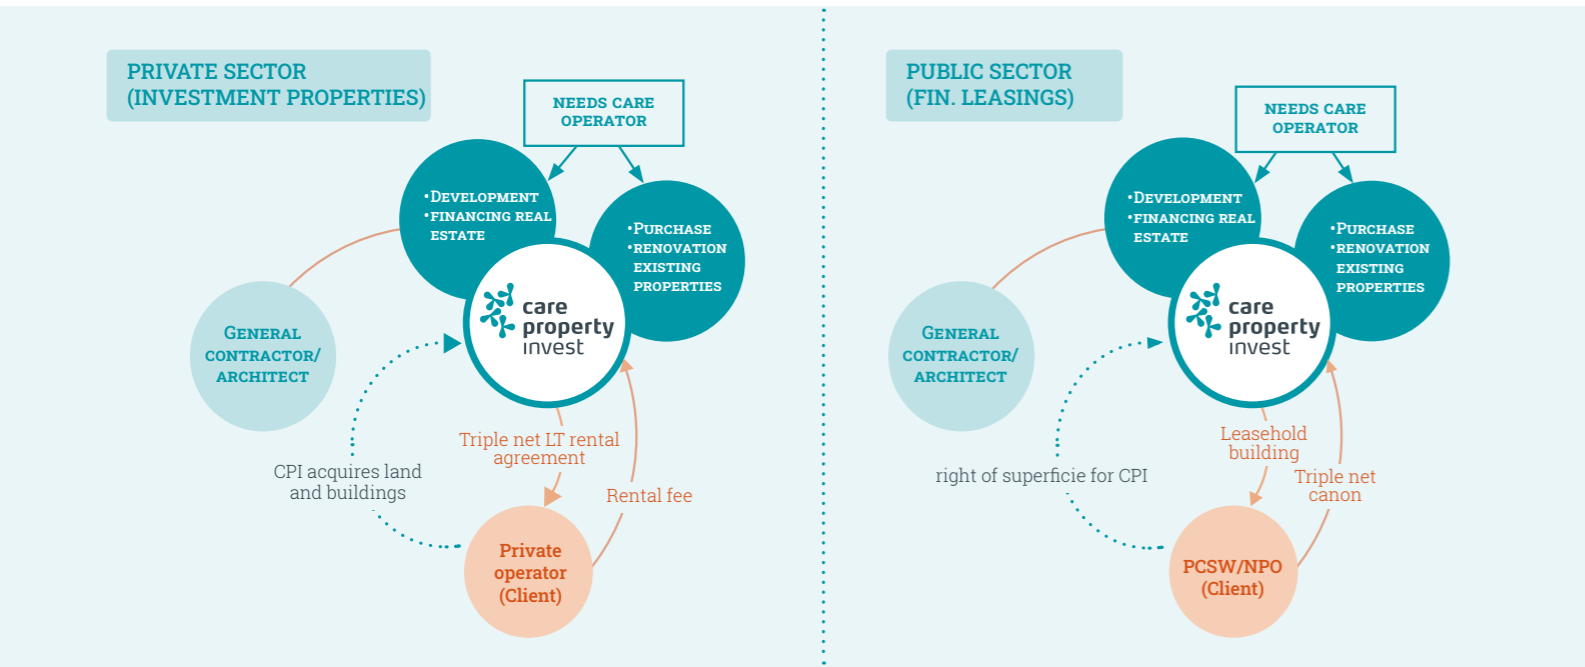 PRIVATE SECTOR
(INVESTMENT PROPERTIES)
NEEDS CARE
OPERATOR
•DEVELOPMENT
•FINANCING REAL
ESTATE
•PURCHASE
•RENOVATION
EXISTING
PROPERTIES
care
property
invest
GENERAL
CONTRACTOR/
ARCHITECT
Triple net LT rental
agreement
CPI acquires land
and buildings
Rental fee
Private
operator
(Client)
PUBLIC SECTOR
(FIN. LEASINGS)
NEEDS CARE
OPERATOR
•DEVELOPMENT
•FINANCING REAL
ESTATE
•PURCHASE
•RENOVATION
EXISTING
PROPERTIES
care
property
invest
GENERAL
CONTRACTOR/
ARCHITECT
Leasehold
building
right of superficie for CPI
Triple net
canon
PCSW/NPO
(Client)